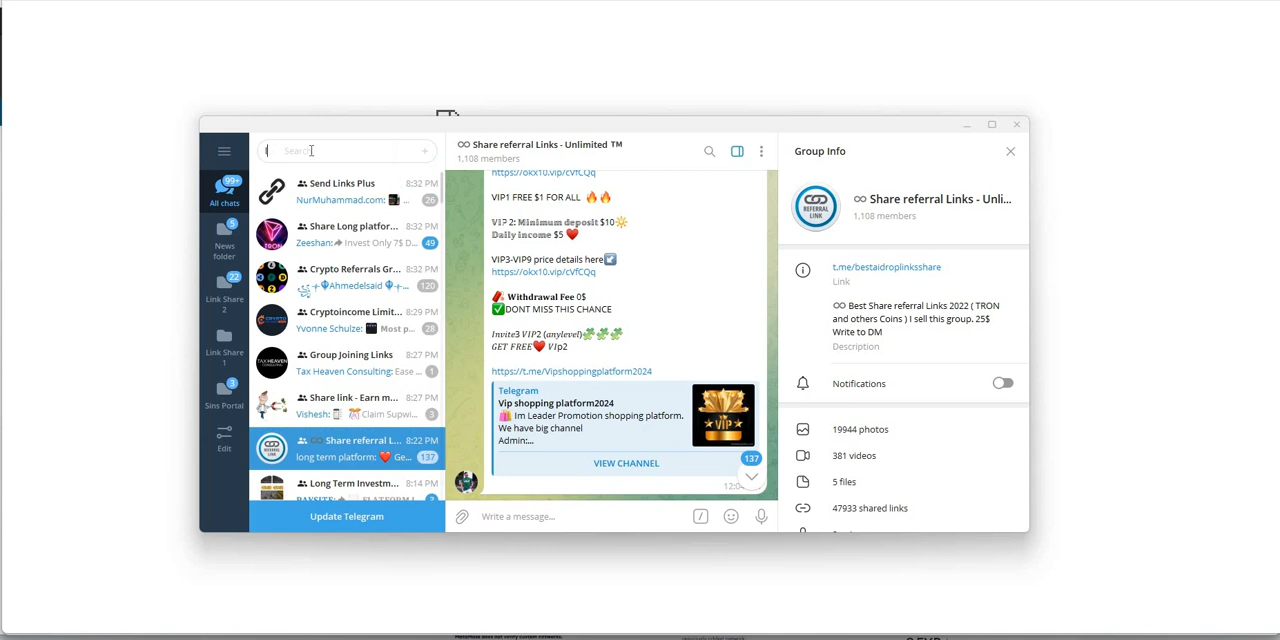 Search
99+
All chats
5
News
folder
22
Link Share
2
Link Share
1
3
Sins Portal
Edit
Send Links Plus 8:32 PM
NurMuhammad.com: ... 26
Share Long platfor... 8:32 PM
Zeeshan: Invest Only 7$ D... 49
Crypto Referrals Gr... 8:32 PM
Ahmedelsaid ... 120
Cryptoincome Limit... 8:29 PM
Yvonne Schulze: Most p... 28
Group Joining Links 8:27 PM
Tax Heaven Consulting: Ease ... 1
Share link - Earn m... 8:27 PM
Vishesh: Claim Supwi... 3
Share referral L... 8:22 PM
long term platform: ❤️ Ge... 137
Long Term Investm... 8:14 PM
Update Telegram
Share referral Links - Unlimited ™
1,108 members
https://okx10.vip/cVfCQq
VIP1 FREE $1 FOR ALL 🔥🔥
VIP 2: Minimum deposit $10🔆
Daily income $5 ❤️
VIP3-VIP9 price details here↙️
https://okx10.vip/cVfCQq
🧧 Withdrawal Fee 0$
✅DONT MISS THIS CHANCE
Invite3 VIP2 (anylevel)💸💸💸
GET FREE❤️ VIp2
https://t.me/Vipshoppingplatform2024
Telegram
Vip shopping platform2024
🛍️ Im Leader Promotion shopping platform.
We have big channel
Admin:...
VIP
VIEW CHANNEL
137
Write a message...
Group Info
REFERRAL
LINK
Share referral Links - Unli...
1,108 members
t.me/bestaidroplinksshare
Link
Best Share referral Links 2022 ( TRON
and others Coins ) I sell this group. 25$
Write to DM
Description
Notifications
19944 photos
381 videos
5 files
47933 shared links